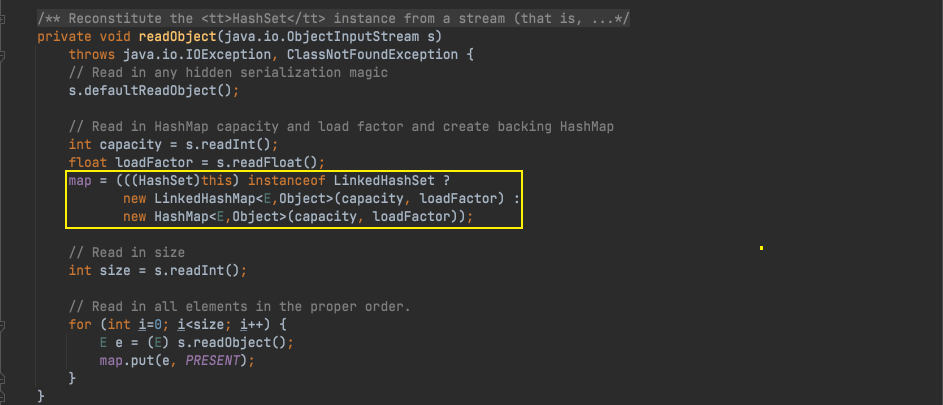 /** Reconstitute the <tt>HashSet</tt> instance from a stream (that is, ...*/
private void readObject(java.io.ObjectInputStream s)
    throws java.io.IOException, ClassNotFoundException {
    // Read in any hidden serialization magic
    s.defaultReadObject();

    // Read in HashMap capacity and load factor and create backing HashMap
    int capacity = s.readInt();
    float loadFactor = s.readFloat();
    map = (((HashSet)this) instanceof LinkedHashSet ?
           new LinkedHashMap<E,Object>(capacity, loadFactor) :
           new HashMap<E,Object>(capacity, loadFactor));

    // Read in size
    int size = s.readInt();

    // Read in all elements in the proper order.
    for (int i=0; i<size; i++) {
        E e = (E) s.readObject();
        map.put(e, PRESENT);
    }
}